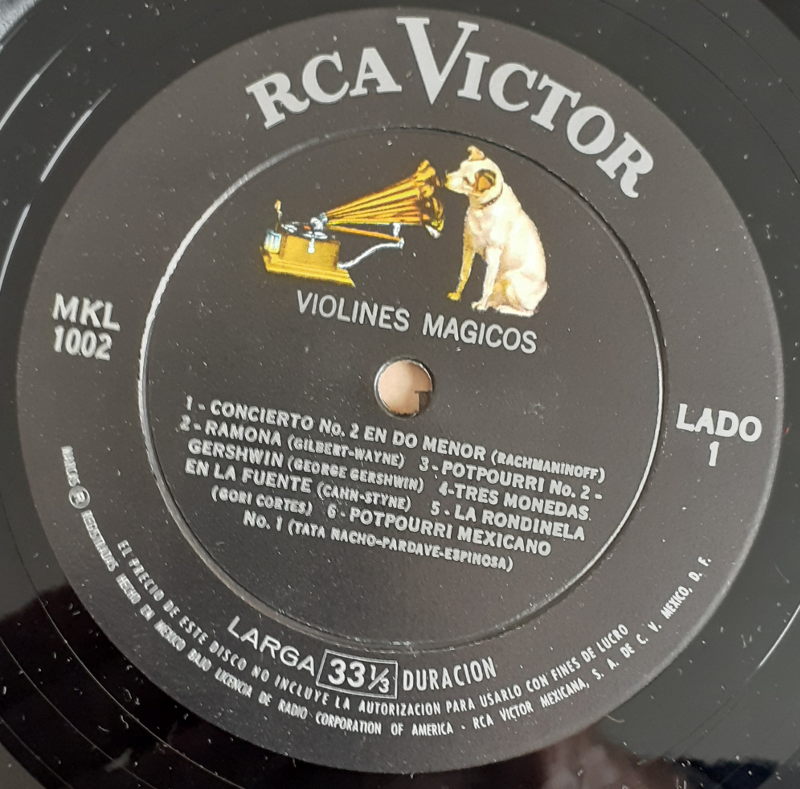 RCA VICTOR
VIOLINES MAGICOS
MKL
1002
LADO
1
1 - CONCIERTO No. 2 EN DO MENOR (RACHMANINOFF)
2 - RAMONA (GILBERT-WAYNE) 3 - POTPOURRI No. 2 -
GERSHWIN (GEORGE GERSHWIN) 4-TRES MONEDAS
EN LA FUENTE (CAHN-STYNE) 5 - LA RONDINELA
(GORI CORTES) 6 - POTPOURRI MEXICANO
No. 1 (TATA NACHO-PARDAVE-ESPINOSA)
LARGA 33 1/3 DURACION
EL PRECIO DE ESTE DISCO NO INCLUYE LA AUTORIZACION PARA USARLO CON FINES DE LUCRO
MARCAS ® REGISTRADAS HECHO EN MEXICO BAJO LICENCIA DE RADIO CORPORATION OF AMERICA - RCA VICTOR MEXICANA, S. A. DE C. V. MEXICO, D. F.